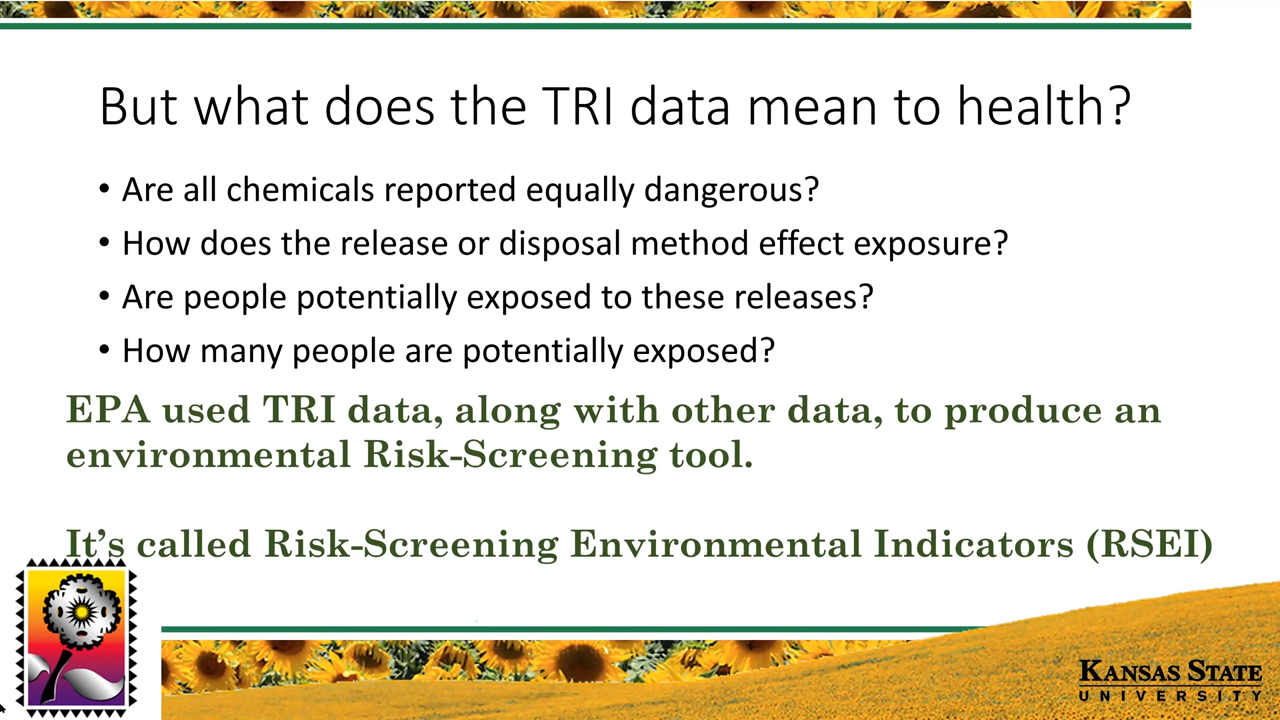 But what does the TRI data mean to health?
• Are all chemicals reported equally dangerous?
• How does the release or disposal method effect exposure?
• Are people potentially exposed to these releases?
• How many people are potentially exposed?
EPA used TRI data, along with other data, to produce an
environmental Risk-Screening tool.
It’s called Risk-Screening Environmental Indicators (RSEI)
KANSAS STATE
UNIVERSITY